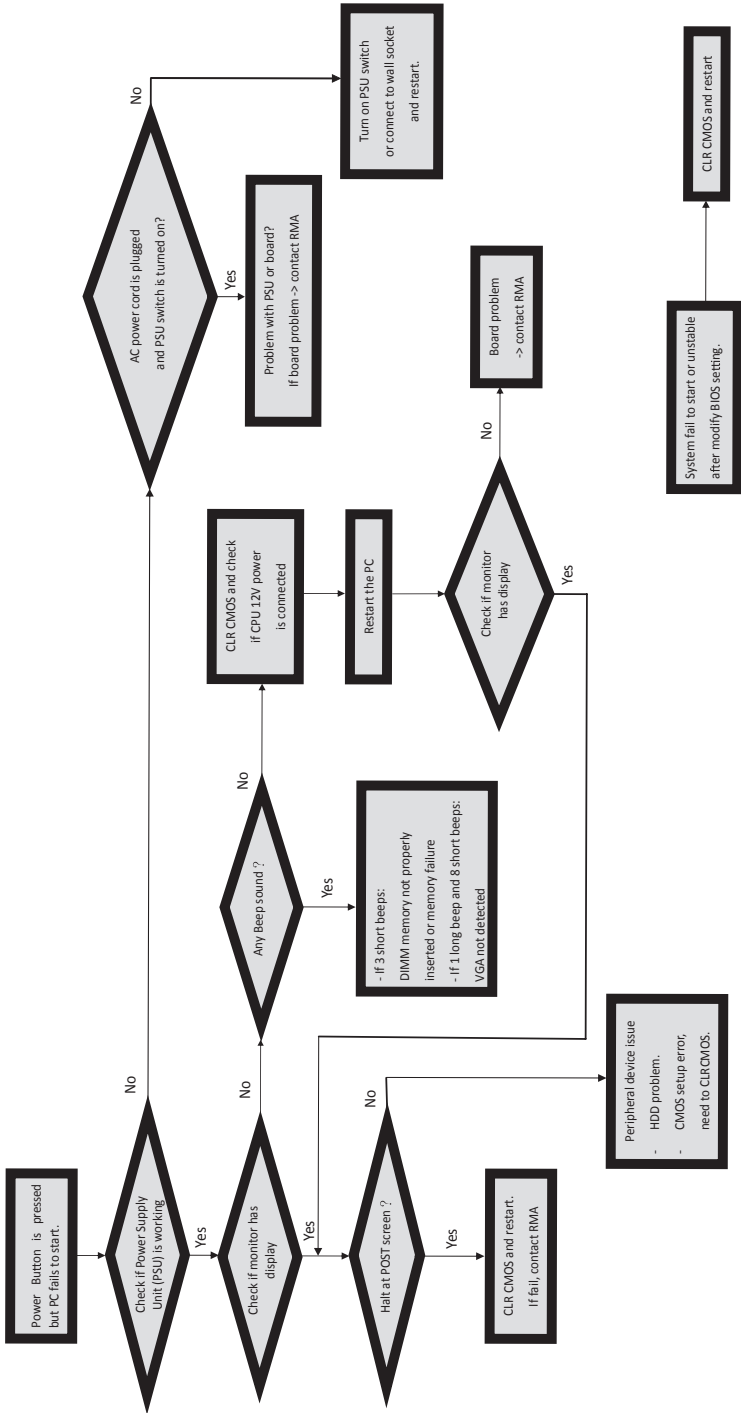 Power Button is pressed
but PC fails to start.
Check if Power Supply
Unit (PSU) is working
No
Yes
AC power cord is plugged
and PSU switch is turned on?
No
Yes
Turn on PSU switch
or connect to wall socket
and restart.
Problem with PSU or board?
If board problem -> contact RMA
Check if monitor has
display
No
Yes
Any Beep sound ?
No
Yes
CLR CMOS and check
if CPU 12V power
is connected
Restart the PC
Check if monitor
has display
No
Yes
Board problem
-> contact RMA
- If 3 short beeps:
DIMM memory not properly
inserted or memory failure
- If 1 long beep and 8 short beeps:
VGA not detected
Halt at POST screen ?
No
Yes
CLR CMOS and restart.
If fail, contact RMA
Peripheral device issue
- HDD problem.
- CMOS setup error,
need to CLRCMOS.
System fail to start or unstable
after modify BIOS setting.
CLR CMOS and restart